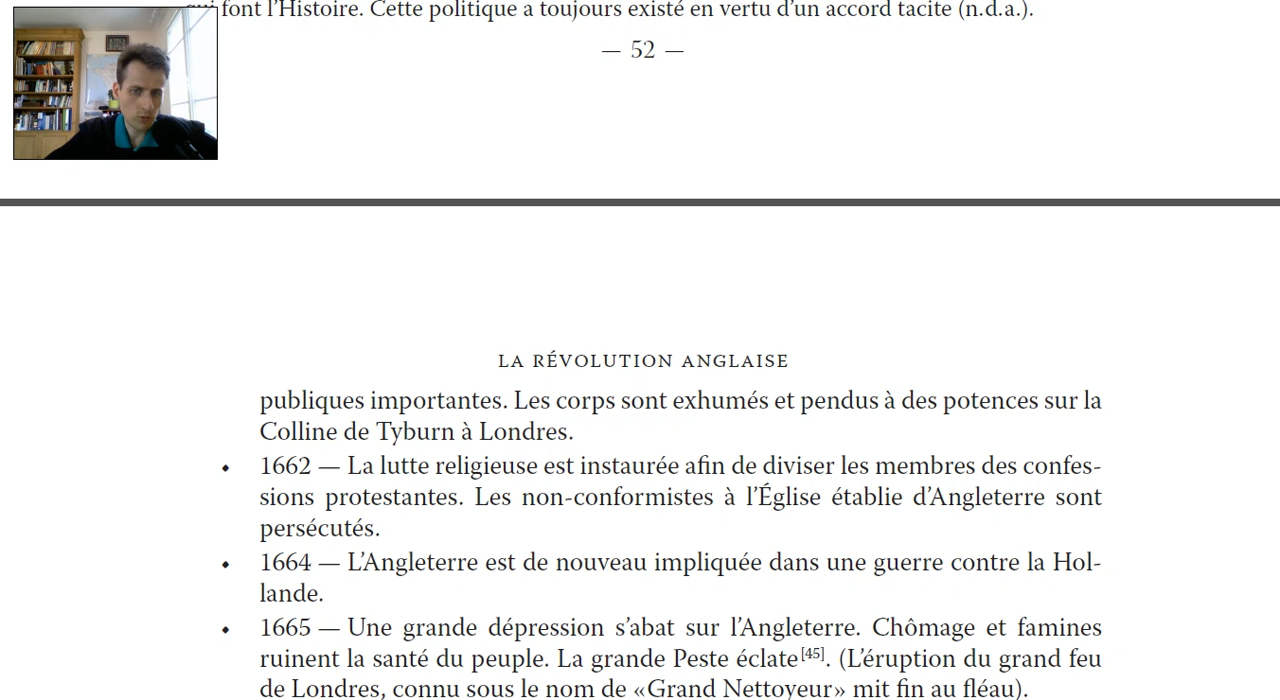 font l'Histoire. Cette politique a toujours existé en vertu d'un accord tacite (n.d.a.).
— 52 —
LA RÉVOLUTION ANGLAISE
publiques importantes. Les corps sont exhumés et pendus à des potences sur la
Colline de Tyburn à Londres.
• 1662 — La lutte religieuse est instaurée afin de diviser les membres des confes-
sions protestantes. Les non-conformistes à l'Église établie d'Angleterre sont
persécutés.
• 1664 — L'Angleterre est de nouveau impliquée dans une guerre contre la Hol-
lande.
• 1665 — Une grande dépression s'abat sur l'Angleterre. Chômage et famines
ruinent la santé du peuple. La grande Peste éclate[45]. (L'éruption du grand feu
de Londres, connu sous le nom de «Grand Nettoyeur» mit fin au fléau).